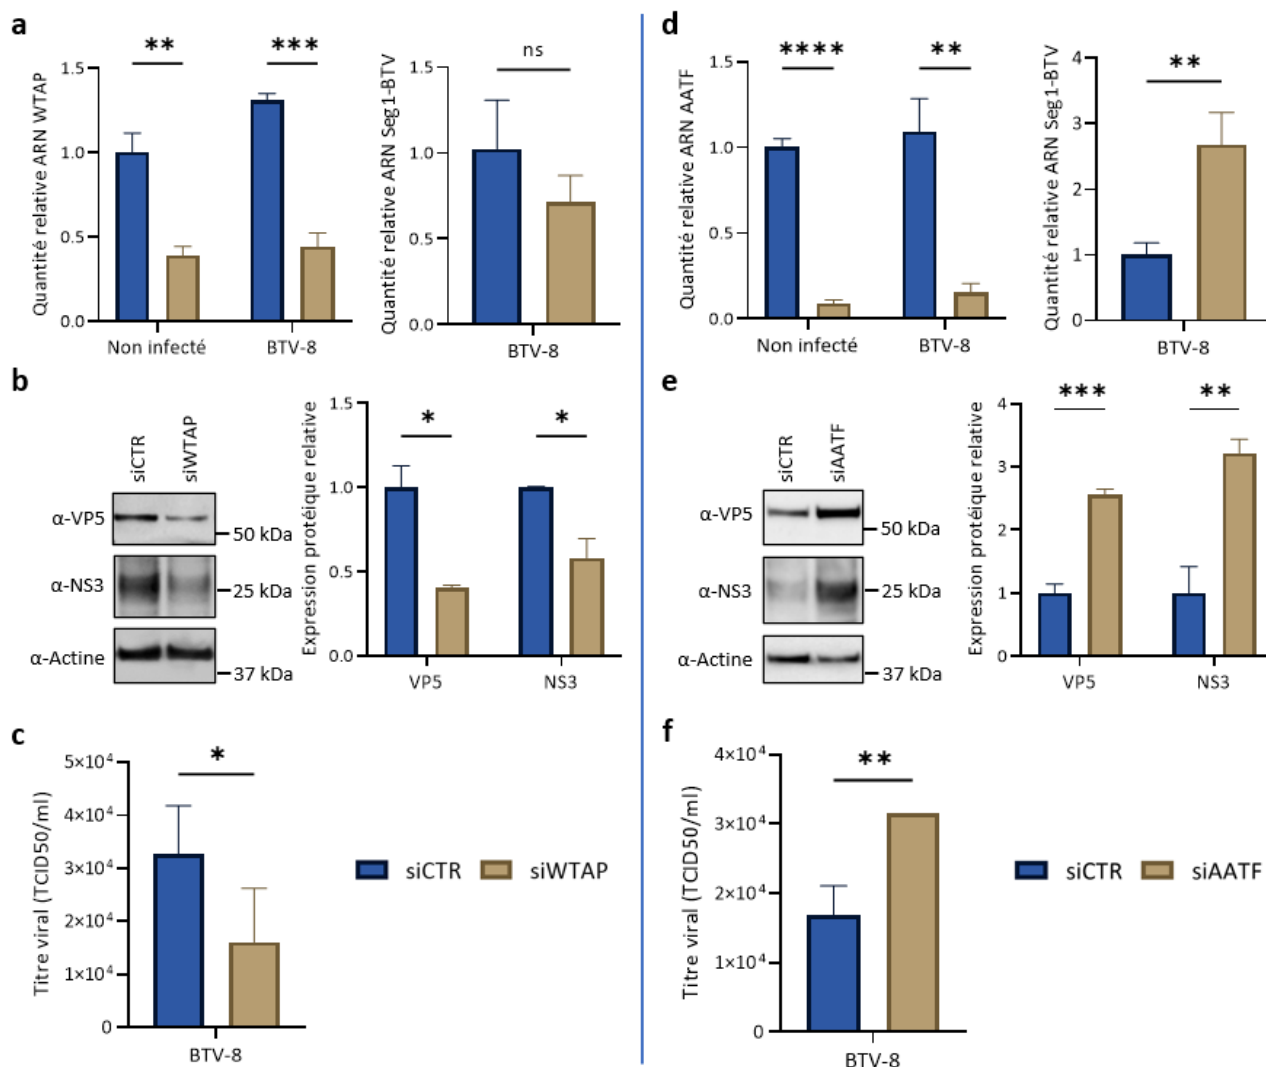 a
Quantité relative ARN WTAP
1.5
1.0
0.5
0.0
**
***
Non infecté
BTV-8
Quantité relative ARN Seg1-BTV
1.5
1.0
0.5
0.0
ns
BTV-8
b
siCTR
siWTAP
α-VP5
50 kDa
α-NS3
25 kDa
α-Actine
37 kDa
Expression protéique relative
1.5
1.0
0.5
0.0
*
*
VP5
NS3
c
Titre viral (TCID50/ml)
5×10⁴
4×10⁴
3×10⁴
2×10⁴
1×10⁴
0
*
BTV-8
siCTR
siWTAP
d
Quantité relative ARN AATF
1.5
1.0
0.5
0.0
****
**
Non infecté
BTV-8
Quantité relative ARN Seg1-BTV
4
3
2
1
0
**
BTV-8
e
siCTR
siAATF
α-VP5
50 kDa
α-NS3
25 kDa
α-Actine
37 kDa
Expression protéique relative
4
3
2
1
0
***
**
VP5
NS3
f
Titre viral (TCID50/ml)
4×10⁴
3×10⁴
2×10⁴
1×10⁴
0
**
BTV-8
siCTR
siAATF